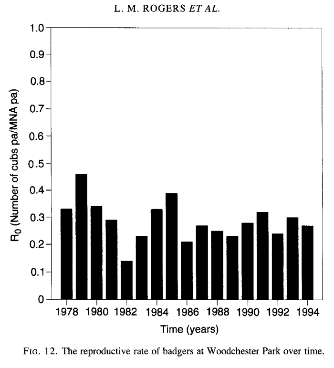 L. M. ROGERS ET AL.
1.0
0.9
0.8
0.7
0.6
0.5
0.4
0.3
0.2
0.1
0
R0 (Number of cubs pa/MNA pa)
1978 1980 1982 1984 1986 1988 1990 1992 1994
Time (years)
FIG. 12. The reproductive rate of badgers at Woodchester Park over time.